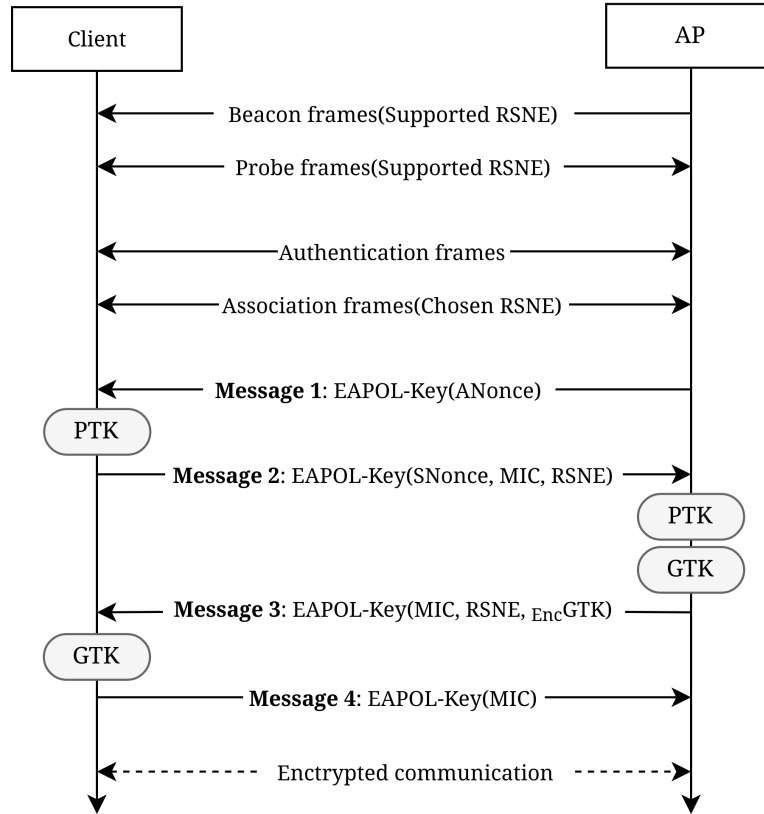 Client
AP
Beacon frames(Supported RSNE)
Probe frames(Supported RSNE)
Authentication frames
Association frames(Chosen RSNE)
Message 1: EAPOL-Key(ANonce)
PTK
Message 2: EAPOL-Key(SNonce, MIC, RSNE)
PTK
GTK
Message 3: EAPOL-Key(MIC, RSNE, EncGTK)
GTK
Message 4: EAPOL-Key(MIC)
Enctrypted communication